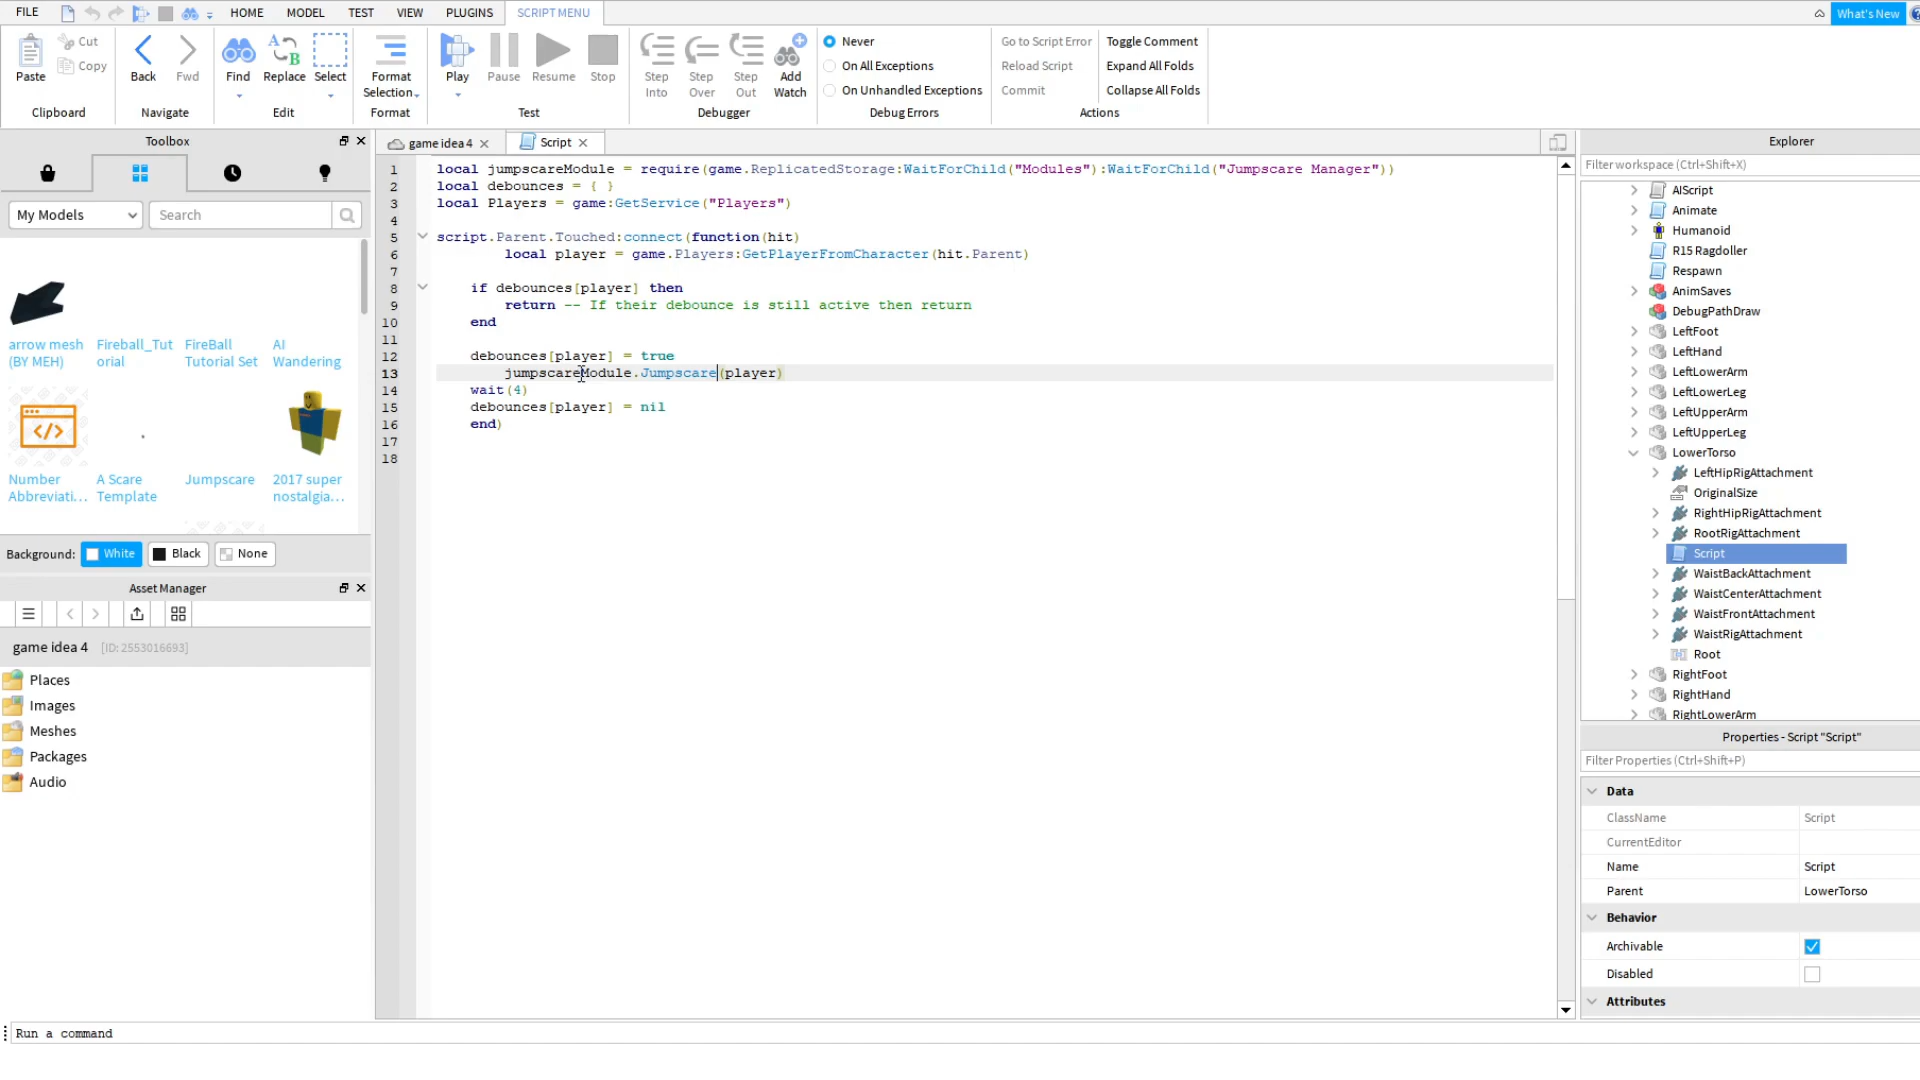 FILE HOME MODEL TEST VIEW PLUGINS SCRIPT MENU What's New
Paste Cut Copy
Clipboard
Back Fwd
Navigate
Find Replace Select
Edit
Format Selection
Format
Play Pause Resume Stop
Test
Step Into Step Over Step Out Add Watch
Debugger
Never
On All Exceptions
On Unhandled Exceptions
Debug Errors
Go to Script Error Toggle Comment
Reload Script Expand All Folds
Commit Collapse All Folds
Actions
Toolbox
My Models Search
arrow mesh (BY MEH)
Fireball_Tutorial
FireBall Tutorial Set
AI Wandering
Number Abbreviati...
A Scare Template
Jumpscare
2017 super nostalgia...
Background: White Black None
Asset Manager
game idea 4 [ID: 2553016693]
Places
Images
Meshes
Packages
Audio
game idea 4 Script
1 local jumpscareModule = require(game.ReplicatedStorage:WaitForChild("Modules"):WaitForChild("Jumpscare Manager"))
2 local debounces = { }
3 local Players = game:GetService("Players")
4
5 script.Parent.Touched:connect(function(hit)
6 local player = game.Players:GetPlayerFromCharacter(hit.Parent)
7
8 if debounces[player] then
9 return -- If their debounce is still active then return
10 end
11
12 debounces[player] = true
13 jumpscareModule.Jumpscare(player)
14 wait(4)
15 debounces[player] = nil
16 end)
17
18
Explorer
Filter workspace (Ctrl+Shift+X)
AIScript
Animate
Humanoid
R15 Ragdoller
Respawn
AnimSaves
DebugPathDraw
LeftFoot
LeftHand
LeftLowerArm
LeftLowerLeg
LeftUpperArm
LeftUpperLeg
LowerTorso
LeftHipRigAttachment
OriginalSize
RightHipRigAttachment
RootRigAttachment
Script
WaistBackAttachment
WaistCenterAttachment
WaistFrontAttachment
WaistRigAttachment
Root
RightFoot
RightHand
RightLowerArm
Properties - Script "Script"
Filter Properties (Ctrl+Shift+P)
Data
ClassName Script
CurrentEditor
Name Script
Parent LowerTorso
Behavior
Archivable
Disabled
Attributes
Run a command